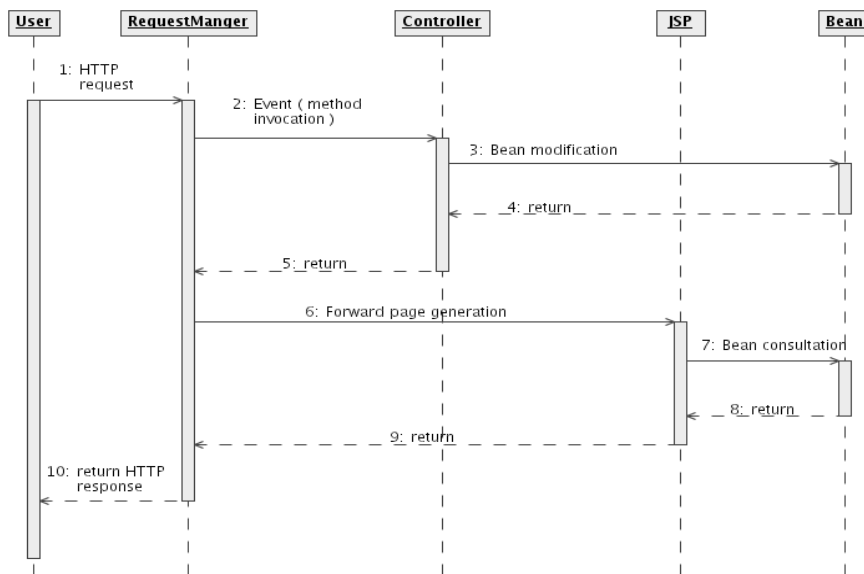 User
RequestManger
Controller
JSP
Bean
1: HTTP
request
2: Event ( method
invocation )
3: Bean modification
4: return
5: return
6: Forward page generation
7: Bean consultation
8: return
9: return
10: return HTTP
response